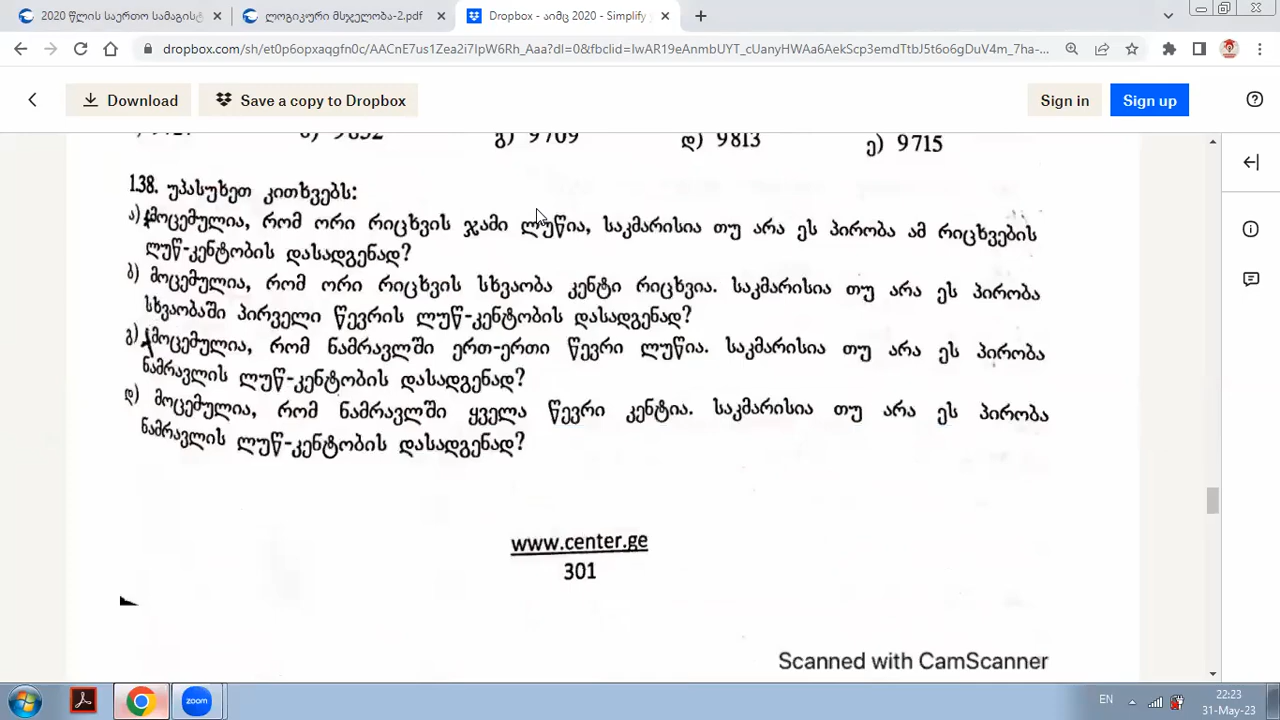 2020 წლის საერთო სამაგისტ
ლოგიკური მსჯელობა-2.pdf
Dropbox - აიმც 2020 - Simplify
dropbox.com/sh/et0p6opxaqgfn0c/AACnE7us1Zea2i7IpW6Rh_Aaa?dl=0&fbclid=IwAR19eAnmbUYT_cUanyHWAa6AekScp3emdTtbJ5t6o6gDuV4m_7ha-...
Download
Save a copy to Dropbox
Sign in
Sign up
ბ) 9832 გ) 9709 დ) 9813 ე) 9715
1.38. უპასუხეთ კითხვებს:
ა) მოცემულია, რომ ორი რიცხვის ჯამი ლუწია, საკმარისია თუ არა ეს პირობა ამ რიცხვების
ლუწ-კენტობის დასადგენად?
ბ) მოცემულია, რომ ორი რიცხვის სხვაობა კენტი რიცხვია. საკმარისია თუ არა ეს პირობა
სხვაობაში პირველი წევრის ლუწ-კენტობის დასადგენად?
გ) მოცემულია, რომ ნამრავლში ერთ-ერთი წევრი ლუწია. საკმარისია თუ არა ეს პირობა
ნამრავლის ლუწ-კენტობის დასადგენად?
დ) მოცემულია, რომ ნამრავლში ყველა წევრი კენტია. საკმარისია თუ არა ეს პირობა
ნამრავლის ლუწ-კენტობის დასადგენად?
www.center.ge
301
Scanned with CamScanner
zoom
EN
22:23
31-May-23